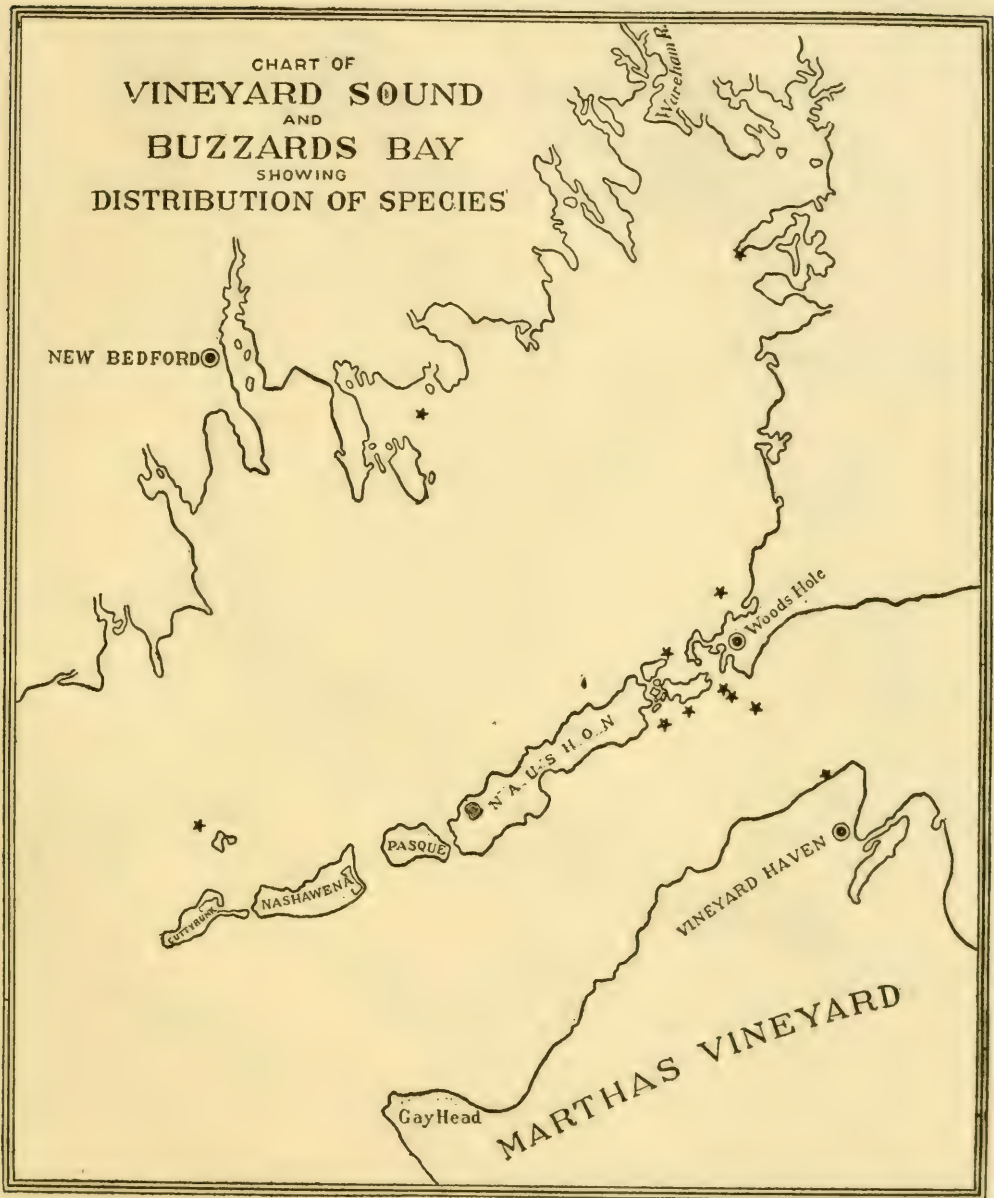 CHART OF
VINEYARD SOUND
AND
BUZZARDS BAY
SHOWING
DISTRIBUTION OF SPECIES
Wareham R.
NEW BEDFORD
Woods Hole
NAUSHON
PASQUE
NASHAWENA
CUTTYHUNK
VINEYARD HAVEN
MARTHAS VINEYARD
Gay Head